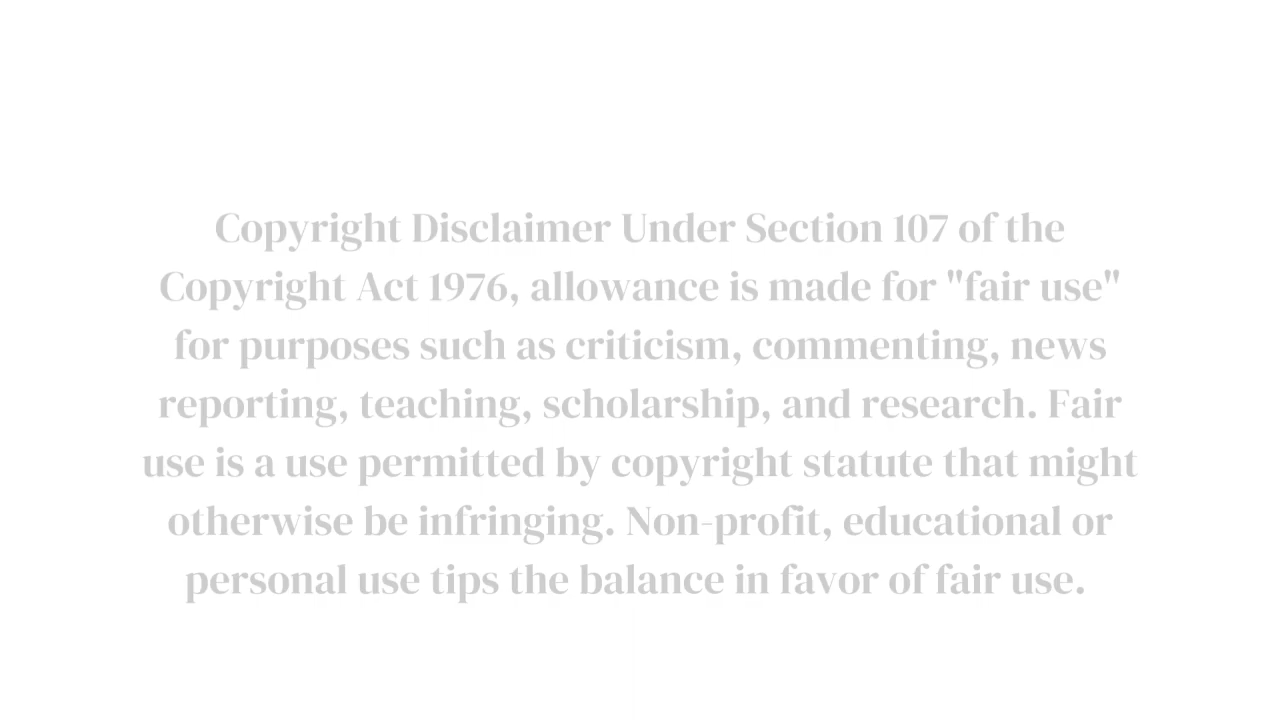 Copyright Disclaimer Under Section 107 of the
Copyright Act 1976, allowance is made for "fair use"
for purposes such as criticism, commenting, news
reporting, teaching, scholarship, and research. Fair
use is a use permitted by copyright statute that might
otherwise be infringing. Non-profit, educational or
personal use tips the balance in favor of fair use.